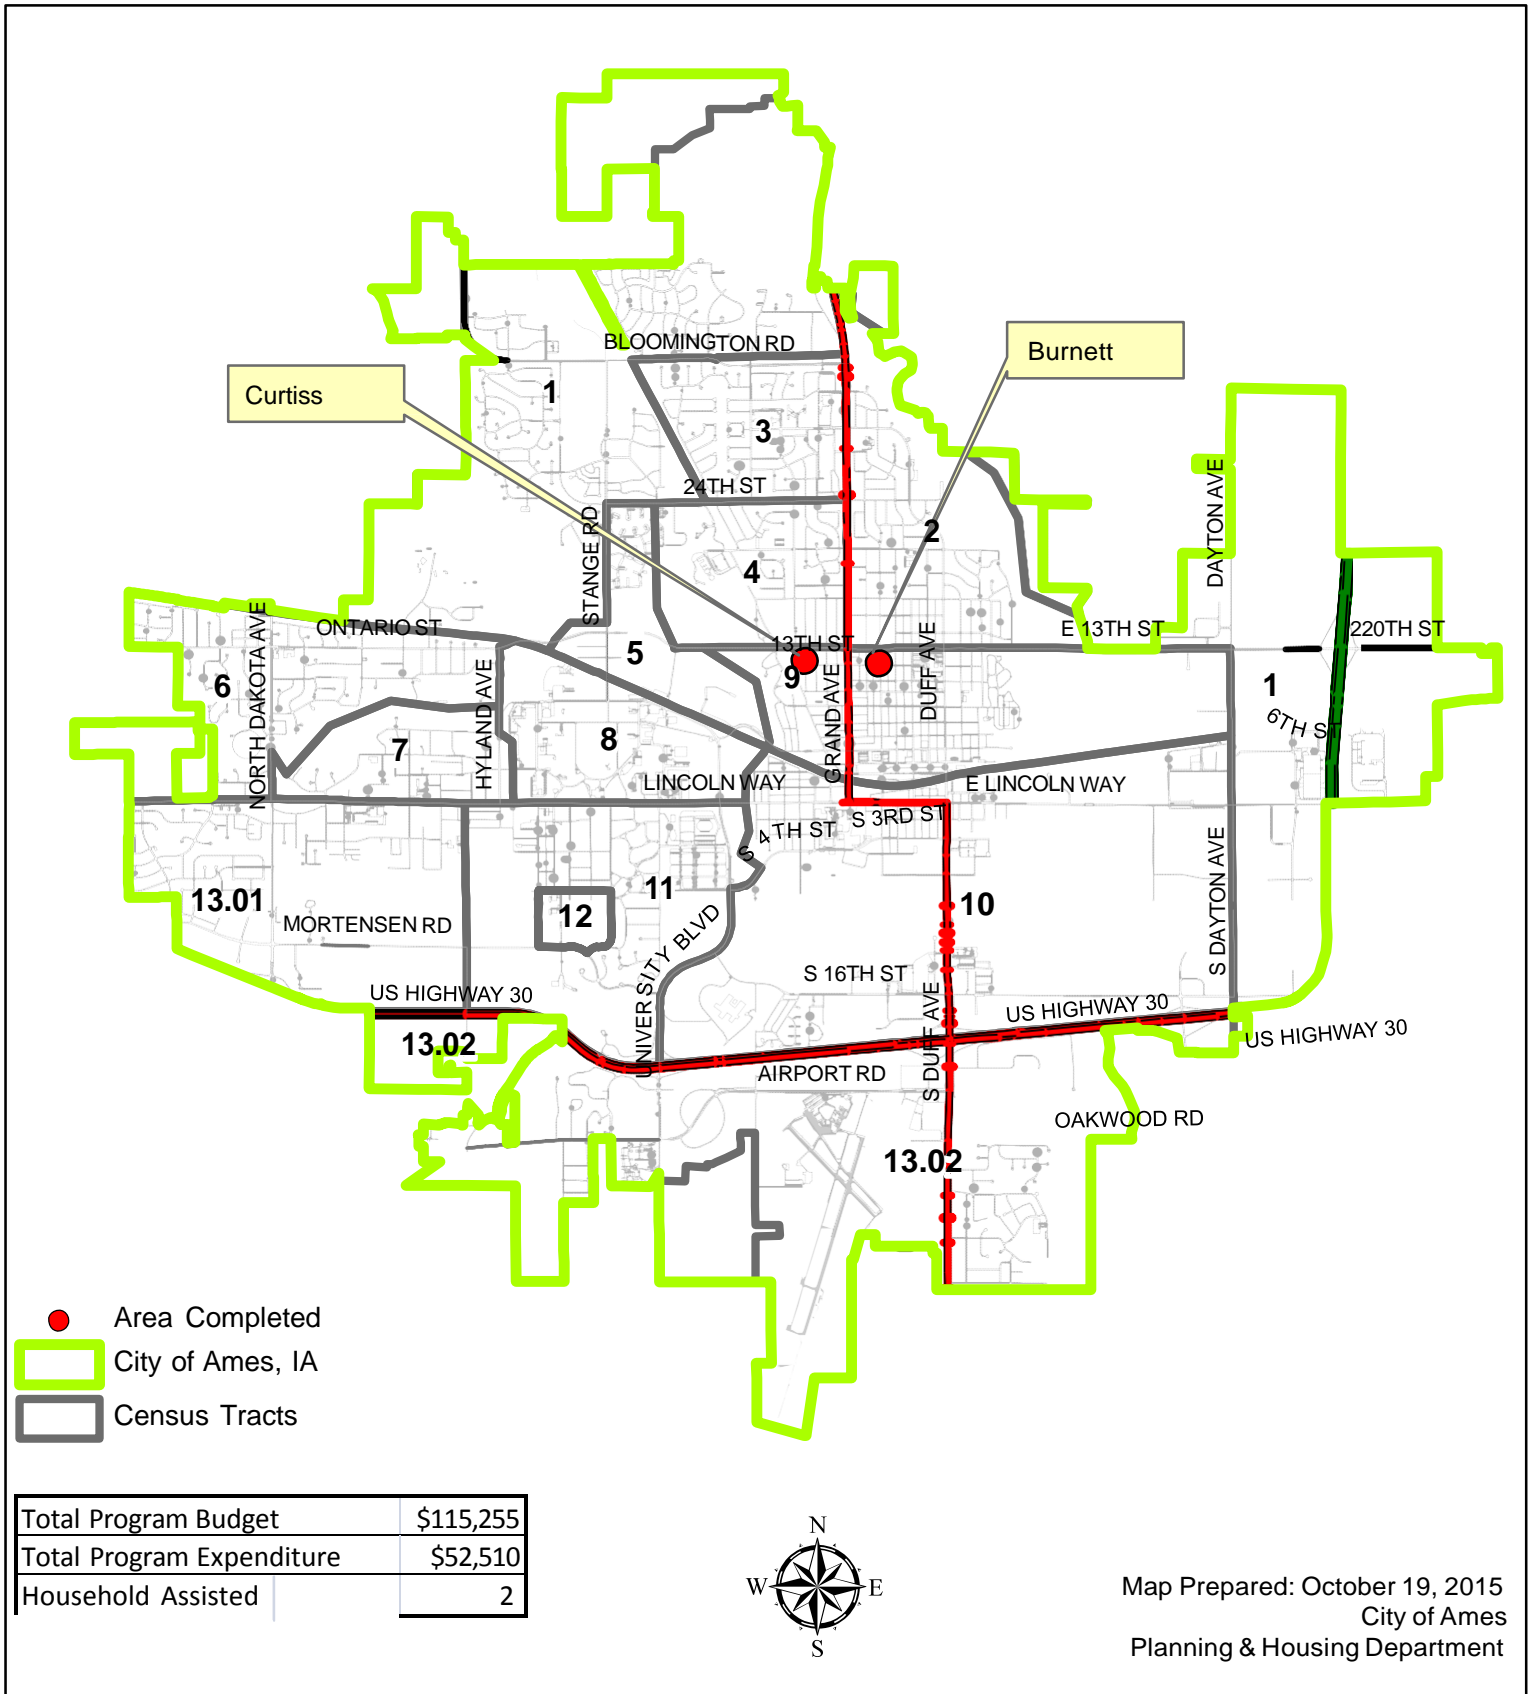 BLOOMINGTON RD
Burnett
Curtiss
1
3
24TH ST
STANGE RD
2
DAYTON AVE
4
ONTARIO ST
NORTH DAKOTA AVE
13TH ST
E 13TH ST
220TH ST
5
9
6
HYLAND AVE
GRAND AVE
DUFF AVE
1
6TH ST
7
8
LINCOLN WAY
E LINCOLN WAY
S 3RD ST
S 4TH ST
13.01
11
12
10
MORTENSEN RD
UNIVERSITY BLVD
S DAYTON AVE
S 16TH ST
US HIGHWAY 30
US HIGHWAY 30
US HIGHWAY 30
13.02
S DUFF AVE
AIRPORT RD
OAKWOOD RD
13.02
Area Completed
City of Ames, IA
Census Tracts
Total Program Budget $115,255
Total Program Expenditure $52,510
Household Assisted 2
N
W E
S
Map Prepared: October 19, 2015
City of Ames
Planning & Housing Department